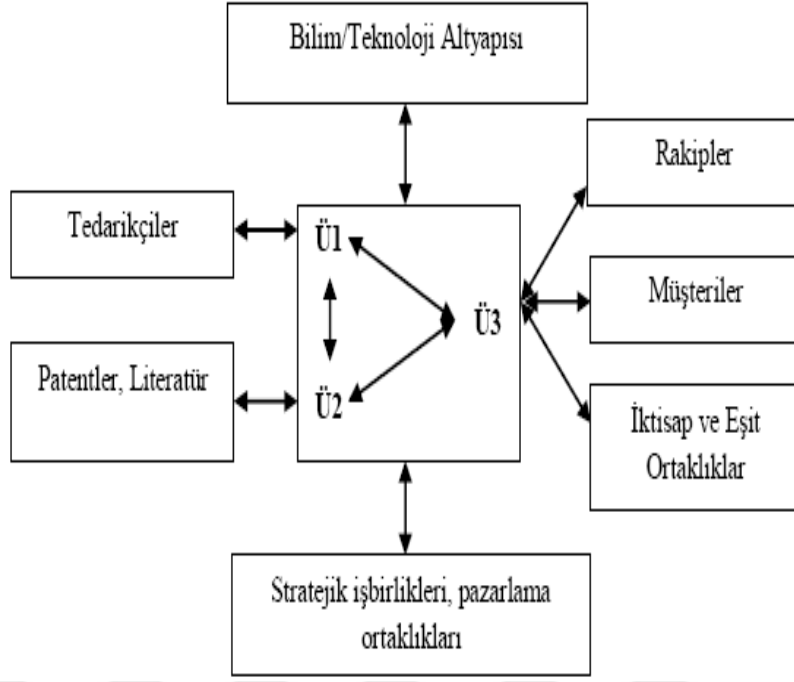 Bilim/Teknoloji Altyapısı
Rakipler
Tedarikçiler
Ü1
Müşteriler
Ü3
Patentler, Literatür
Ü2
İktisap ve Eşit
Ortaklıklar
Stratejik işbirlikleri, pazarlama
ortaklıkları